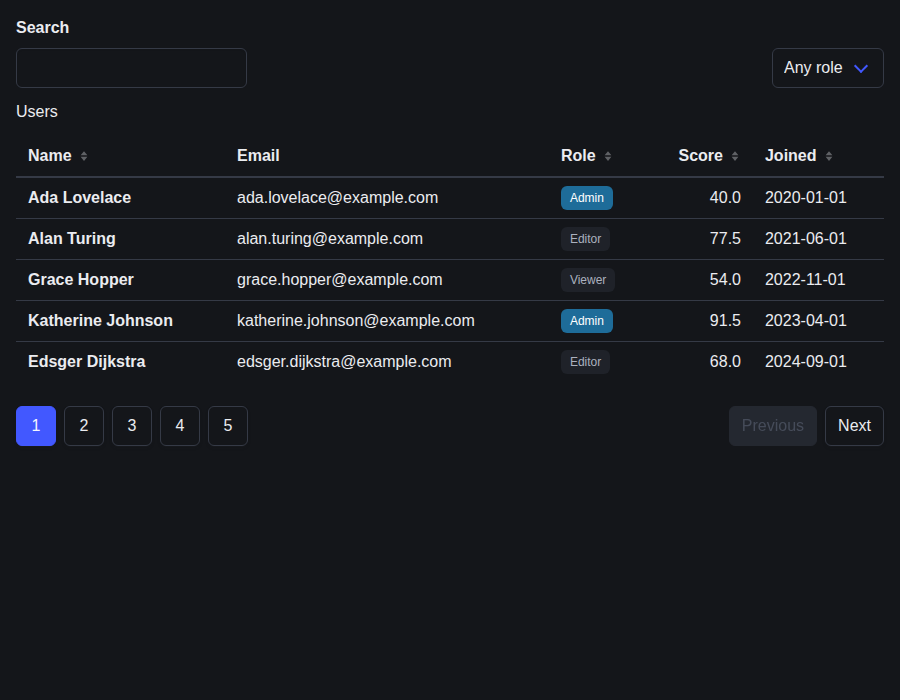 Search
Any role
Users
Name Email Role Score Joined
Ada Lovelace ada.lovelace@example.com Admin 40.0 2020-01-01
Alan Turing alan.turing@example.com Editor 77.5 2021-06-01
Grace Hopper grace.hopper@example.com Viewer 54.0 2022-11-01
Katherine Johnson katherine.johnson@example.com Admin 91.5 2023-04-01
Edsger Dijkstra edsger.dijkstra@example.com Editor 68.0 2024-09-01
1 2 3 4 5 Previous Next